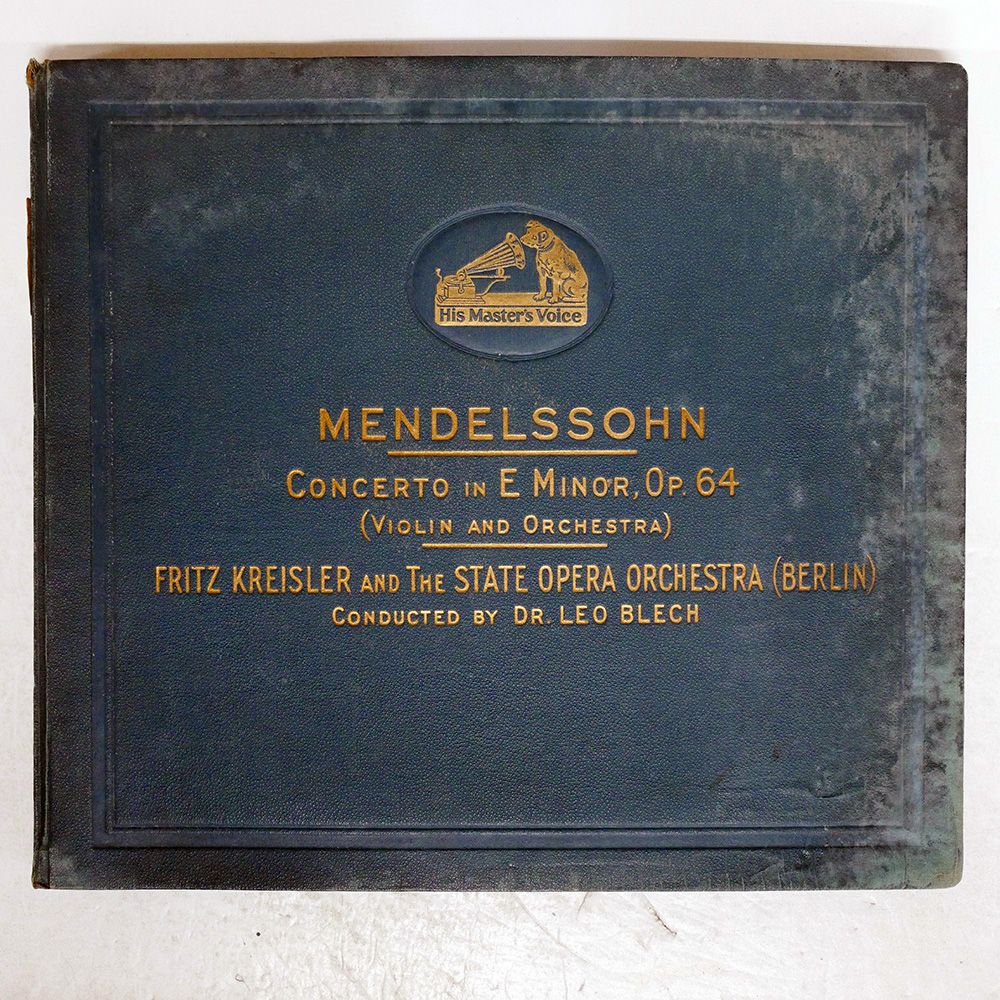 His Master's Voice
MENDELSSOHN
CONCERTO IN E MINOR, OP. 64
(VIOLIN AND ORCHESTRA)
FRITZ KREISLER AND THE STATE OPERA ORCHESTRA (BERLIN)
CONDUCTED BY DR. LEO BLECH